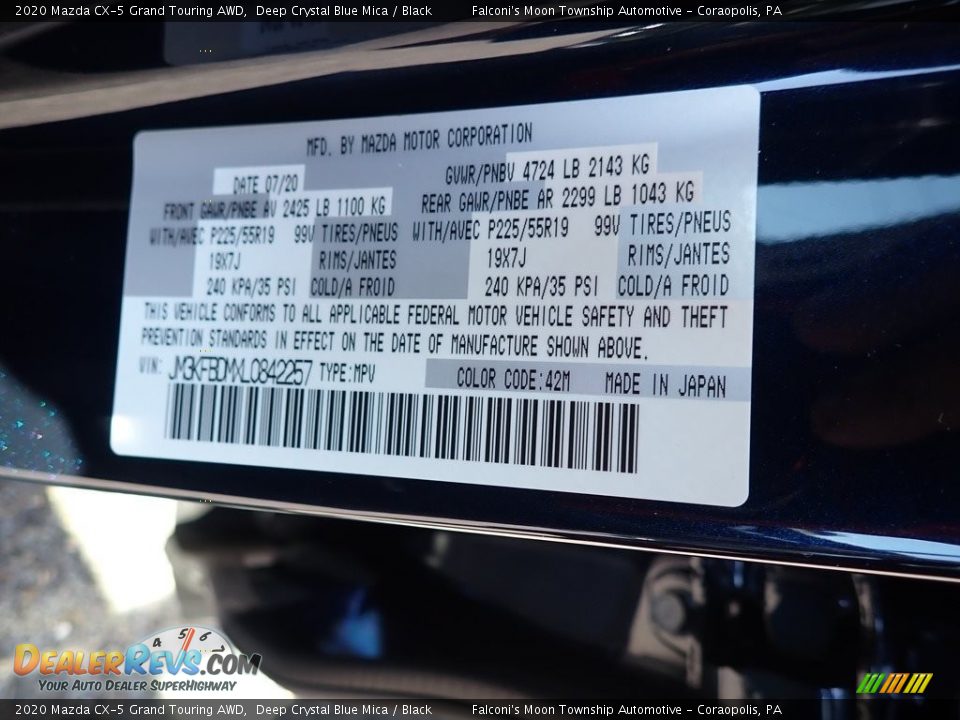 2020 Mazda CX-5 Grand Touring AWD, Deep Crystal Blue Mica / Black Falconi's Moon Township Automotive - Coraopolis, PA
MFD. BY MAZDA MOTOR CORPORATION
DATE 07/20 GVWR/PNBV 4724 LB 2143 KG
FRONT GAWR/PNBE AV 2425 LB 1100 KG REAR GAWR/PNBE AR 2299 LB 1043 KG
WITH/AVEC P225/55R19 99V TIRES/PNEUS WITH/AVEC P225/55R19 99V TIRES/PNEUS
19X7J RIMS/JANTES 19X7J RIMS/JANTES
240 KPA/35 PSI COLD/A FROID 240 KPA/35 PSI COLD/A FROID
THIS VEHICLE CONFORMS TO ALL APPLICABLE FEDERAL MOTOR VEHICLE SAFETY AND THEFT
PREVENTION STANDARDS IN EFFECT ON THE DATE OF MANUFACTURE SHOWN ABOVE.
VIN: JM3KFBDMXL0842257 TYPE:MPV COLOR CODE:42M MADE IN JAPAN
4 5 6
DEALERREVS.COM
YOUR AUTO DEALER SUPERHIGHWAY
2020 Mazda CX-5 Grand Touring AWD, Deep Crystal Blue Mica / Black Falconi's Moon Township Automotive - Coraopolis, PA